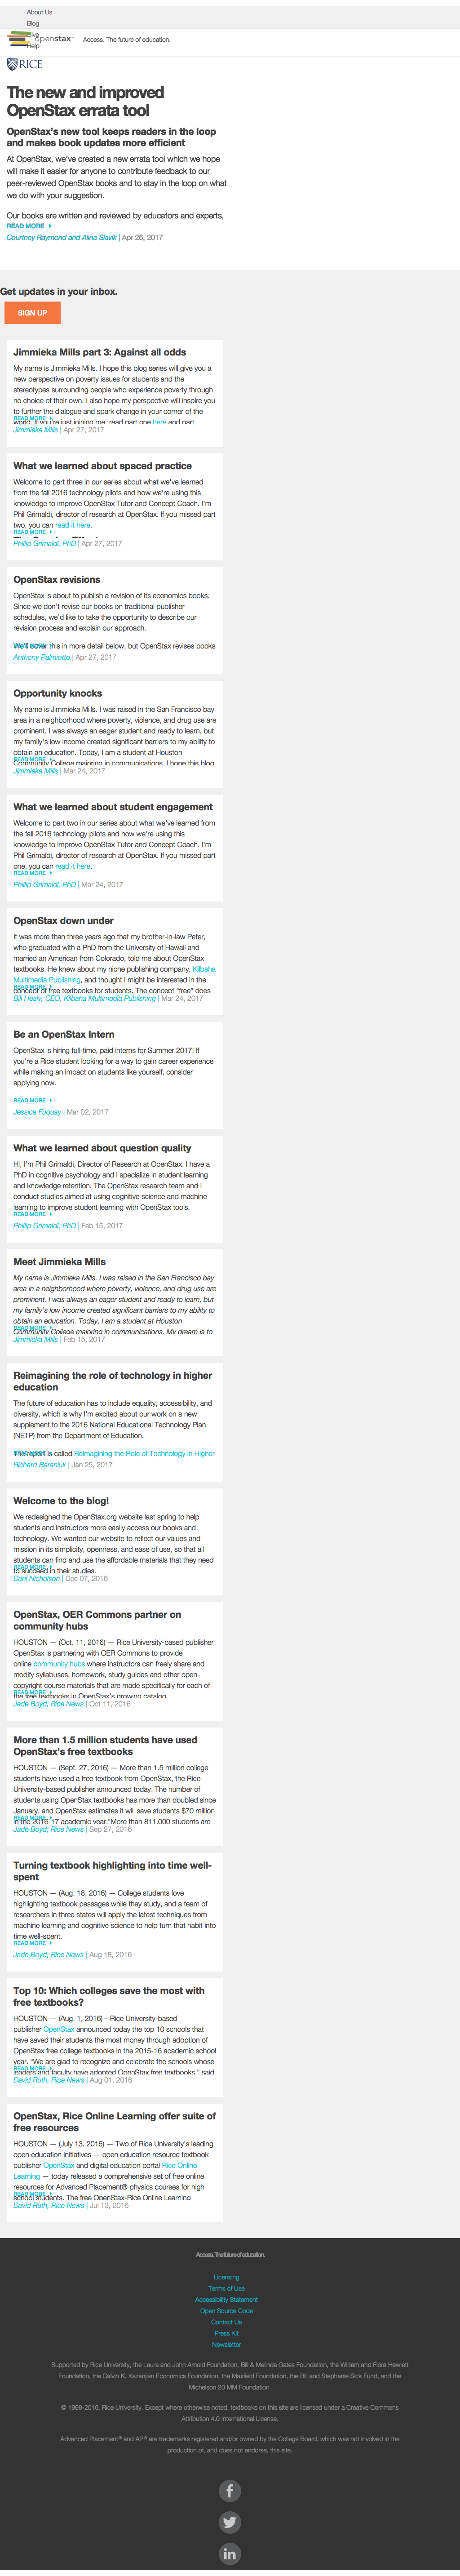 About Us
Blog
Give
Help
openstax™
Access. The future of education.
RICE
The new and improved
OpenStax errata tool
OpenStax's new tool keeps readers in the loop
and makes book updates more efficient
At OpenStax, we've created a new errata tool which we hope
will make it easier for anyone to contribute feedback to our
peer-reviewed OpenStax books and to stay in the loop on what
we do with your suggestion.
Our books are written and reviewed by educators and experts,
READ MORE
Courtney Raymond and Alina Slavik | Apr 26, 2017
Get updates in your inbox.
SIGN UP
Jimmieka Mills part 3: Against all odds
My name is Jimmieka Mills. I hope this blog series will give you a
new perspective on poverty issues for students and the
stereotypes surrounding people who experience poverty through
no choice of their own. I also hope my perspective will inspire you
to further the dialogue and spark change in your corner of the
world. If you're just joining me, read part one here and part
READ MORE
Jimmieka Mills | Apr 27, 2017
What we learned about spaced practice
Welcome to part three in our series about what we've learned
from the fall 2016 technology pilots and how we're using this
knowledge to improve OpenStax Tutor and Concept Coach. I'm
Phil Grimaldi, director of research at OpenStax. If you missed part
two, you can read it here.
READ MORE
Phillip Grimaldi, PhD | Apr 27, 2017
OpenStax revisions
OpenStax is about to publish a revision of its economics books.
Since we don't revise our books on traditional publisher
schedules, we'd like to take the opportunity to describe our
revision process and explain our approach.
We'll cover this in more detail below, but OpenStax revises books
Anthony Palmiotto | Apr 27, 2017
Opportunity knocks
My name is Jimmieka Mills. I was raised in the San Francisco bay
area in a neighborhood where poverty, violence, and drug use are
prominent. I was always an eager student and ready to learn, but
my family's low income created significant barriers to my ability to
obtain an education. Today, I am a student at Houston
Community College majoring in communications. I hope this blog
READ MORE
Jimmieka Mills | Mar 24, 2017
What we learned about student engagement
Welcome to part two in our series about what we've learned from
the fall 2016 technology pilots and how we're using this
knowledge to improve OpenStax Tutor and Concept Coach. I'm
Phil Grimaldi, director of research at OpenStax. If you missed part
one, you can read it here.
READ MORE
Phillip Grimaldi, PhD | Mar 24, 2017
OpenStax down under
It was more than three years ago that my brother-in-law Peter,
who graduated with a PhD from the University of Hawaii and
married an American from Colorado, told me about OpenStax
textbooks. He knew about my niche publishing company, Kilbaha
Multimedia Publishing, and thought I might be interested in the
concept of free textbooks for students. The concept "free" does
READ MORE
Bill Healy, CEO, Kilbaha Multimedia Publishing | Mar 24, 2017
Be an OpenStax Intern
OpenStax is hiring full-time, paid interns for Summer 2017! If
you're a Rice student looking for a way to gain career experience
while making an impact on students like yourself, consider
applying now.
READ MORE
Jessica Fuquay | Mar 02, 2017
What we learned about question quality
Hi, I'm Phil Grimaldi, Director of Research at OpenStax. I have a
PhD in cognitive psychology and I specialize in student learning
and knowledge retention. The OpenStax research team and I
conduct studies aimed at using cognitive science and machine
learning to improve student learning with OpenStax tools.
READ MORE
Phillip Grimaldi, PhD | Feb 15, 2017
Meet Jimmieka Mills
My name is Jimmieka Mills. I was raised in the San Francisco bay
area in a neighborhood where poverty, violence, and drug use are
prominent. I was always an eager student and ready to learn, but
my family's low income created significant barriers to my ability to
obtain an education. Today, I am a student at Houston
Community College majoring in communications. My dream is to
READ MORE
Jimmieka Mills | Feb 15, 2017
Reimagining the role of technology in higher
education
The future of education has to include equality, accessibility, and
diversity, which is why I'm excited about our work on a new
supplement to the 2016 National Educational Technology Plan
(NETP) from the Department of Education.
The report is called Reimagining the Role of Technology in Higher
Richard Baraniuk | Jan 25, 2017
Welcome to the blog!
We redesigned the OpenStax.org website last spring to help
students and instructors more easily access our books and
technology. We wanted our website to reflect our values and
mission in its simplicity, openness, and ease of use, so that all
students can find and use the affordable materials that they need
to succeed in their studies.
READ MORE
Dani Nicholson | Dec 07, 2016
OpenStax, OER Commons partner on
community hubs
HOUSTON — (Oct. 11, 2016) — Rice University-based publisher
OpenStax is partnering with OER Commons to provide
online community hubs where instructors can freely share and
modify syllabuses, homework, study guides and other open-
copyright course materials that are made specifically for each of
the free textbooks in OpenStax's growing catalog.
READ MORE
Jade Boyd, Rice News | Oct 11, 2016
More than 1.5 million students have used
OpenStax's free textbooks
HOUSTON — (Sept. 27, 2016) — More than 1.5 million college
students have used a free textbook from OpenStax, the Rice
University-based publisher announced today. The number of
students using OpenStax textbooks has more than doubled since
January, and OpenStax estimates it will save students $70 million
in the 2016-17 academic year."More than 811,000 students are
READ MORE
Jade Boyd, Rice News | Sep 27, 2016
Turning textbook highlighting into time well-
spent
HOUSTON — (Aug. 18, 2016) — College students love
highlighting textbook passages while they study, and a team of
researchers in three states will apply the latest techniques from
machine learning and cognitive science to help turn that habit into
time well-spent.
READ MORE
Jade Boyd, Rice News | Aug 18, 2016
Top 10: Which colleges save the most with
free textbooks?
HOUSTON — (Aug. 1, 2016) – Rice University-based
publisher OpenStax announced today the top 10 schools that
have saved their students the most money through adoption of
OpenStax free college textbooks in the 2015-16 academic school
year. "We are glad to recognize and celebrate the schools whose
leaders and faculty have adopted OpenStax free textbooks," said
READ MORE
David Ruth, Rice News | Aug 01, 2016
OpenStax, Rice Online Learning offer suite of
free resources
HOUSTON — (July 13, 2016) — Two of Rice University's leading
open education initiatives — open education resource textbook
publisher OpenStax and digital education portal Rice Online
Learning — today released a comprehensive set of free online
resources for Advanced Placement® physics courses for high
school students. The free OpenStax-Rice Online Learning
READ MORE
David Ruth, Rice News | Jul 13, 2016
Access. The future of education.
Licensing
Terms of Use
Accessibility Statement
Open Source Code
Contact Us
Press Kit
Newsletter
Supported by Rice University, the Laura and John Arnold Foundation, Bill & Melinda Gates Foundation, the William and Flora Hewlett
Foundation, the Calvin K. Kazanjian Economics Foundation, the Maxfield Foundation, the Bill and Stephanie Sick Fund, and the
Michelson 20 MM Foundation.
© 1999-2016, Rice University. Except where otherwise noted, textbooks on this site are licensed under a Creative Commons
Attribution 4.0 International License.
Advanced Placement® and AP® are trademarks registered and/or owned by the College Board, which was not involved in the
production of, and does not endorse, this site.